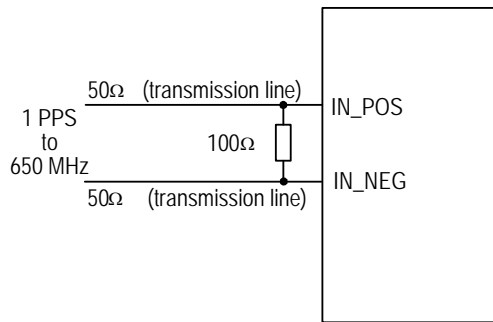 50Ω (transmission line)
IN_POS
1 PPS
to
650 MHz
100Ω
IN_NEG
50Ω (transmission line)